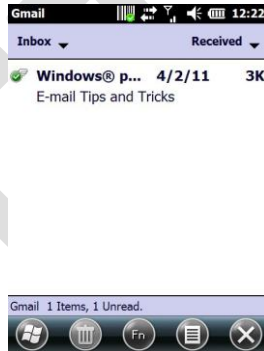 Gmail 12:22
Inbox Received
Windows® p... 4/2/11 3K
E-mail Tips and Tricks
Gmail 1 Items, 1 Unread.
Fn